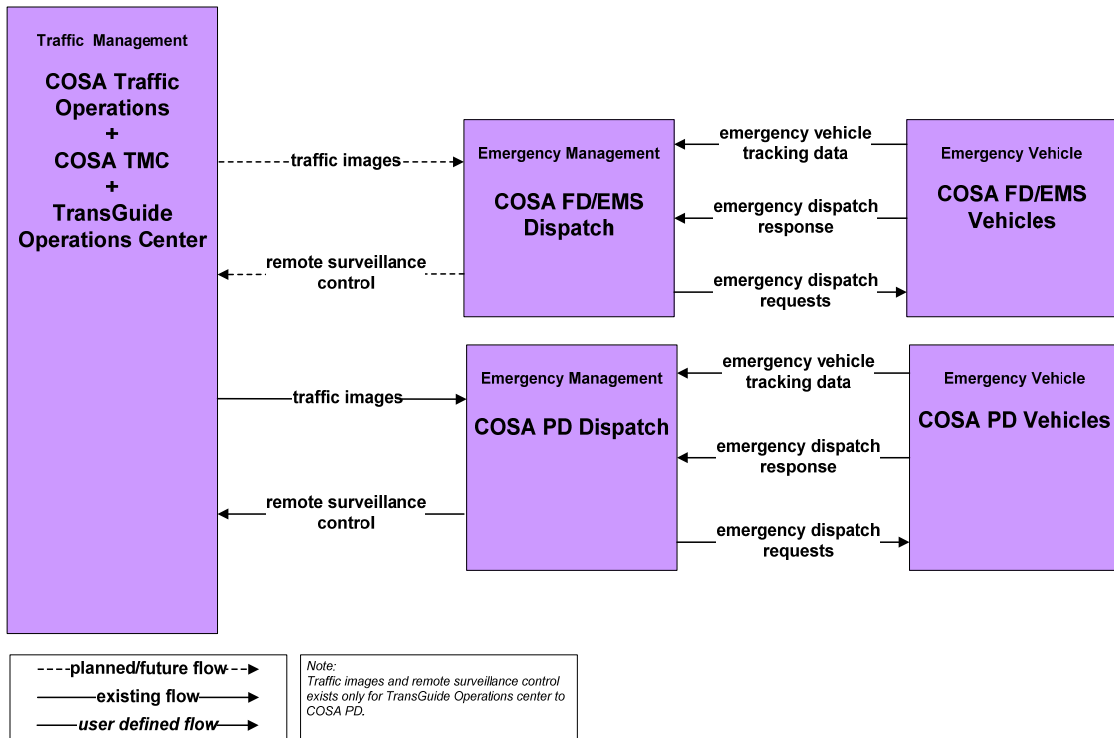 Traffic Management
COSA Traffic
Operations
+
COSA TMC
+
TransGuide
Operations Center
traffic images
remote surveillance
control
traffic images
remote surveillance
control
Emergency Management
COSA FD/EMS
Dispatch
emergency vehicle
tracking data
emergency dispatch
response
emergency dispatch
requests
Emergency Vehicle
COSA FD/EMS
Vehicles
Emergency Management
COSA PD Dispatch
emergency vehicle
tracking data
emergency dispatch
response
emergency dispatch
requests
Emergency Vehicle
COSA PD Vehicles
planned/future flow
existing flow
user defined flow
Note:
Traffic images and remote surveillance control
exists only for TransGuide Operations center to
COSA PD.